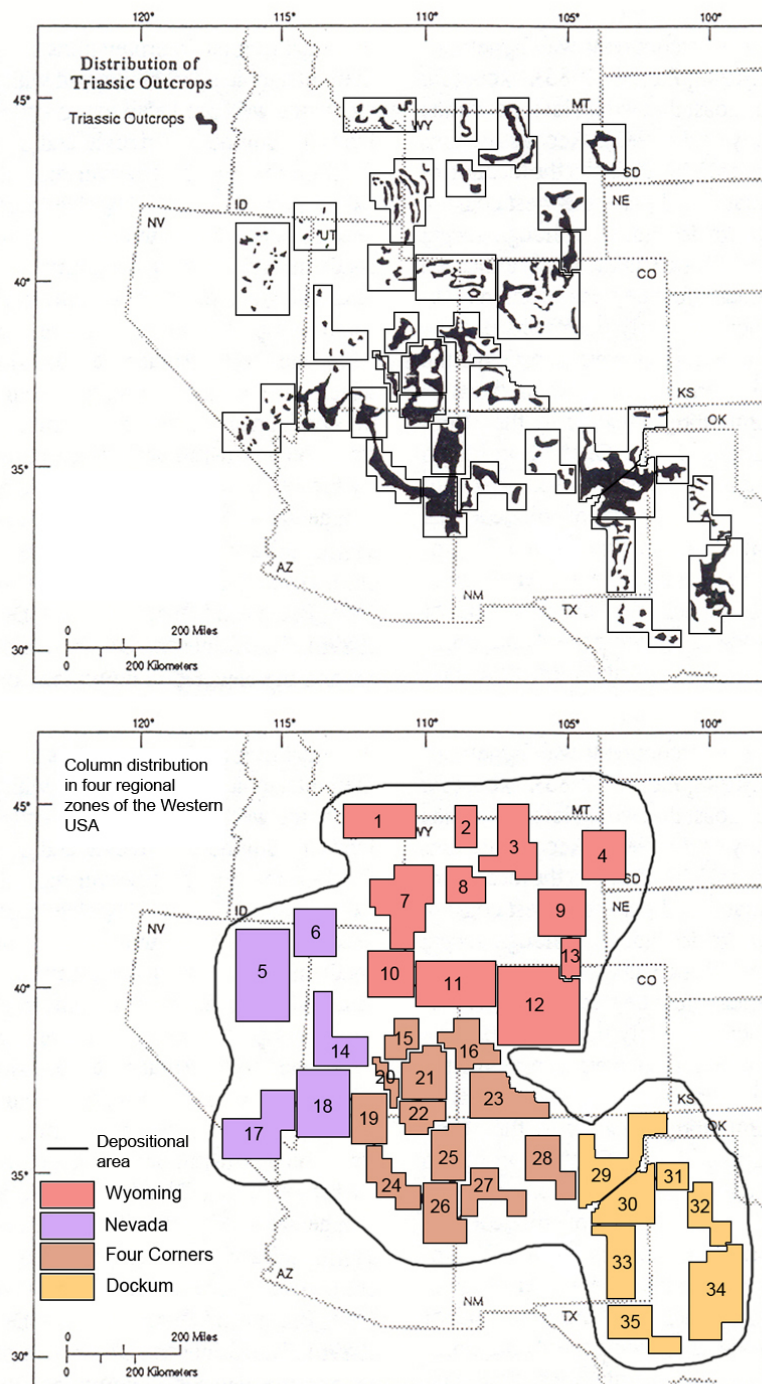 120°
115°
110°
105°
100°
Distribution of
Triassic Outcrops
Triassic Outcrops
45°
MT
WY
SD
ID
NE
NV
UT
CO
40°
KS
OK
35°
AZ
NM
TX
0
200 Miles
0
200 Kilometers
30°
120°
115°
110°
105°
100°
Column distribution
in four regional
zones of the Western
USA
45°
1
WY
2
3
MT
4
SD
7
8
9
NE
ID
NV
6
5
13
CO
10
11
12
40°
14
15
16
20
21
23
KS
18
19
22
OK
17
Depositional
area
35°
25
28
29
31
Wyoming
24
27
30
32
26
Nevada
33
Four Corners
34
AZ
Dockum
NM
TX
35
0
200 Miles
0
200 Kilometers
30°